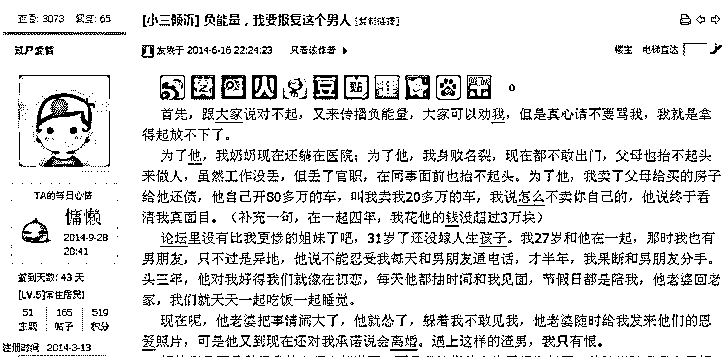 查看: 3073 回复: 65
[小三倾诉] 负能量，我要报复这个男人 [复制链接]
发表于 2014-6-16 22:24:23 只看该作者
楼主 电梯直达
首先，跟大家说对不起，又来传播负能量，大家可以劝我，但是真心请不要骂我，我就是拿
得起放不下了。
为了他，我奶奶现在还躺在医院；为了他，我身败名裂，现在都不敢出门，父母也抬不起头
来做人，虽然工作没丢，但丢了官职，在同事面前也抬不起头。为了他，我卖了父母给买的房子
给他还债，他自己开80多万的车，叫我卖我20多万的车，我说怎么不卖你自己的，他说终于看
清我真面目。（补充一句，在一起四年，我花他的钱没超过3万块）
论坛里没有比我更惨的姐妹了吧，31岁了还没嫁人生孩子。我27岁和他在一起，那时我也有
男朋友，只不过是异地，他说不能忍受我每天和男朋友通电话，才半年，我果断和男朋友分手。
头三年，他对我好得我们就像在初恋，每天他都抽时间和我见面，节假日都是陪我，他老婆回老
家，我们就天天一起吃饭一起睡觉。
现在呢，他老婆把事情闹大了，他就怂了，躲着我不敢见我，他老婆随时给我发来他们的恩
爱照片，可是他又到现在还对我承诺说会离婚。遇上这样的渣男，我只有恨。
TA的每日心情
慵懒
2014-9-28
20:41
签到天数: 43 天
[LV.5]常住居民I
51 165 519
主题 帖子 积分
注册时间 2014-3-13